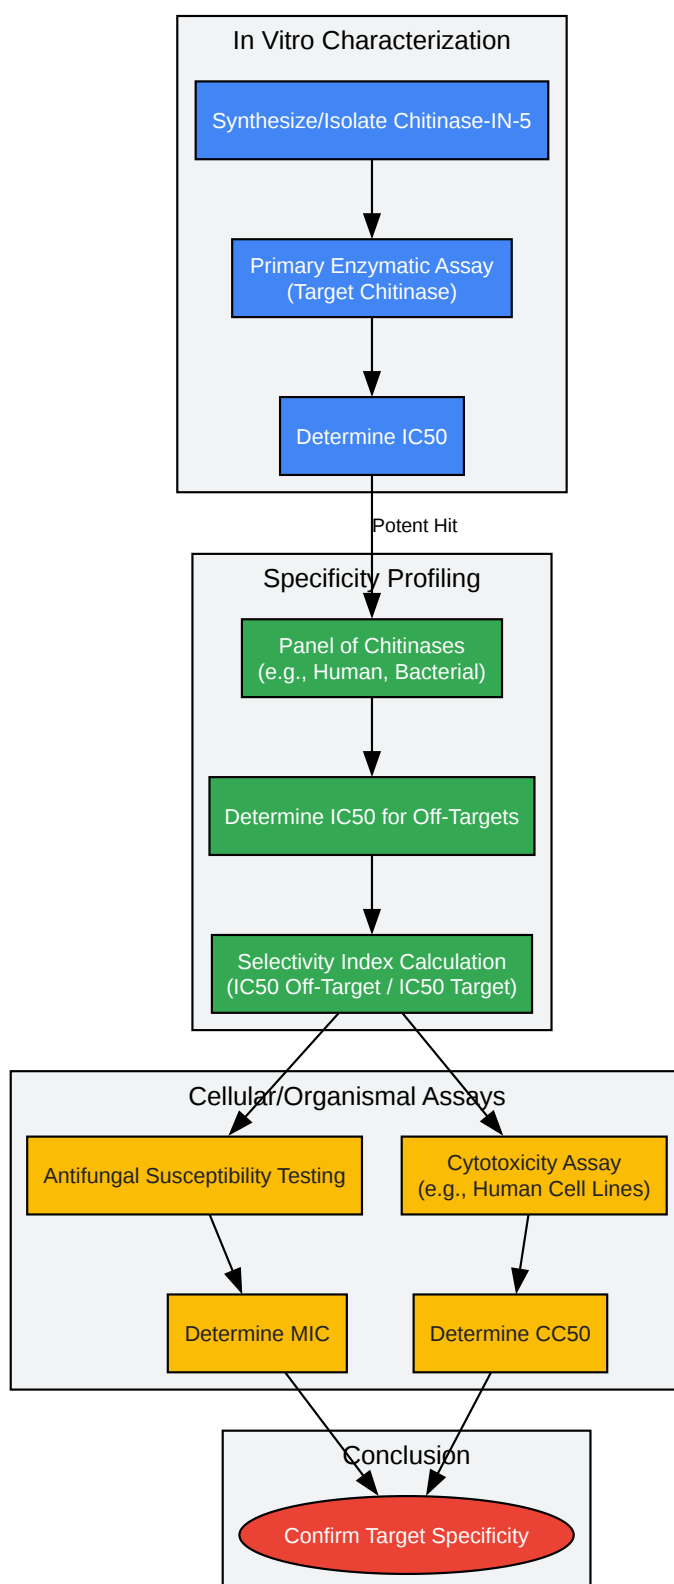 In Vitro Characterization
Synthesize/Isolate Chitinase-IN-5
Primary Enzymatic Assay
(Target Chitinase)
Determine IC50
Potent Hit
Specificity Profiling
Panel of Chitinases
(e.g., Human, Bacterial)
Determine IC50 for Off-Targets
Selectivity Index Calculation
(IC50 Off-Target / IC50 Target)
Cellular/Organismal Assays
Antifungal Susceptibility Testing
Cytotoxicity Assay
(e.g., Human Cell Lines)
Determine MIC
Determine CC50
Conclusion
Confirm Target Specificity